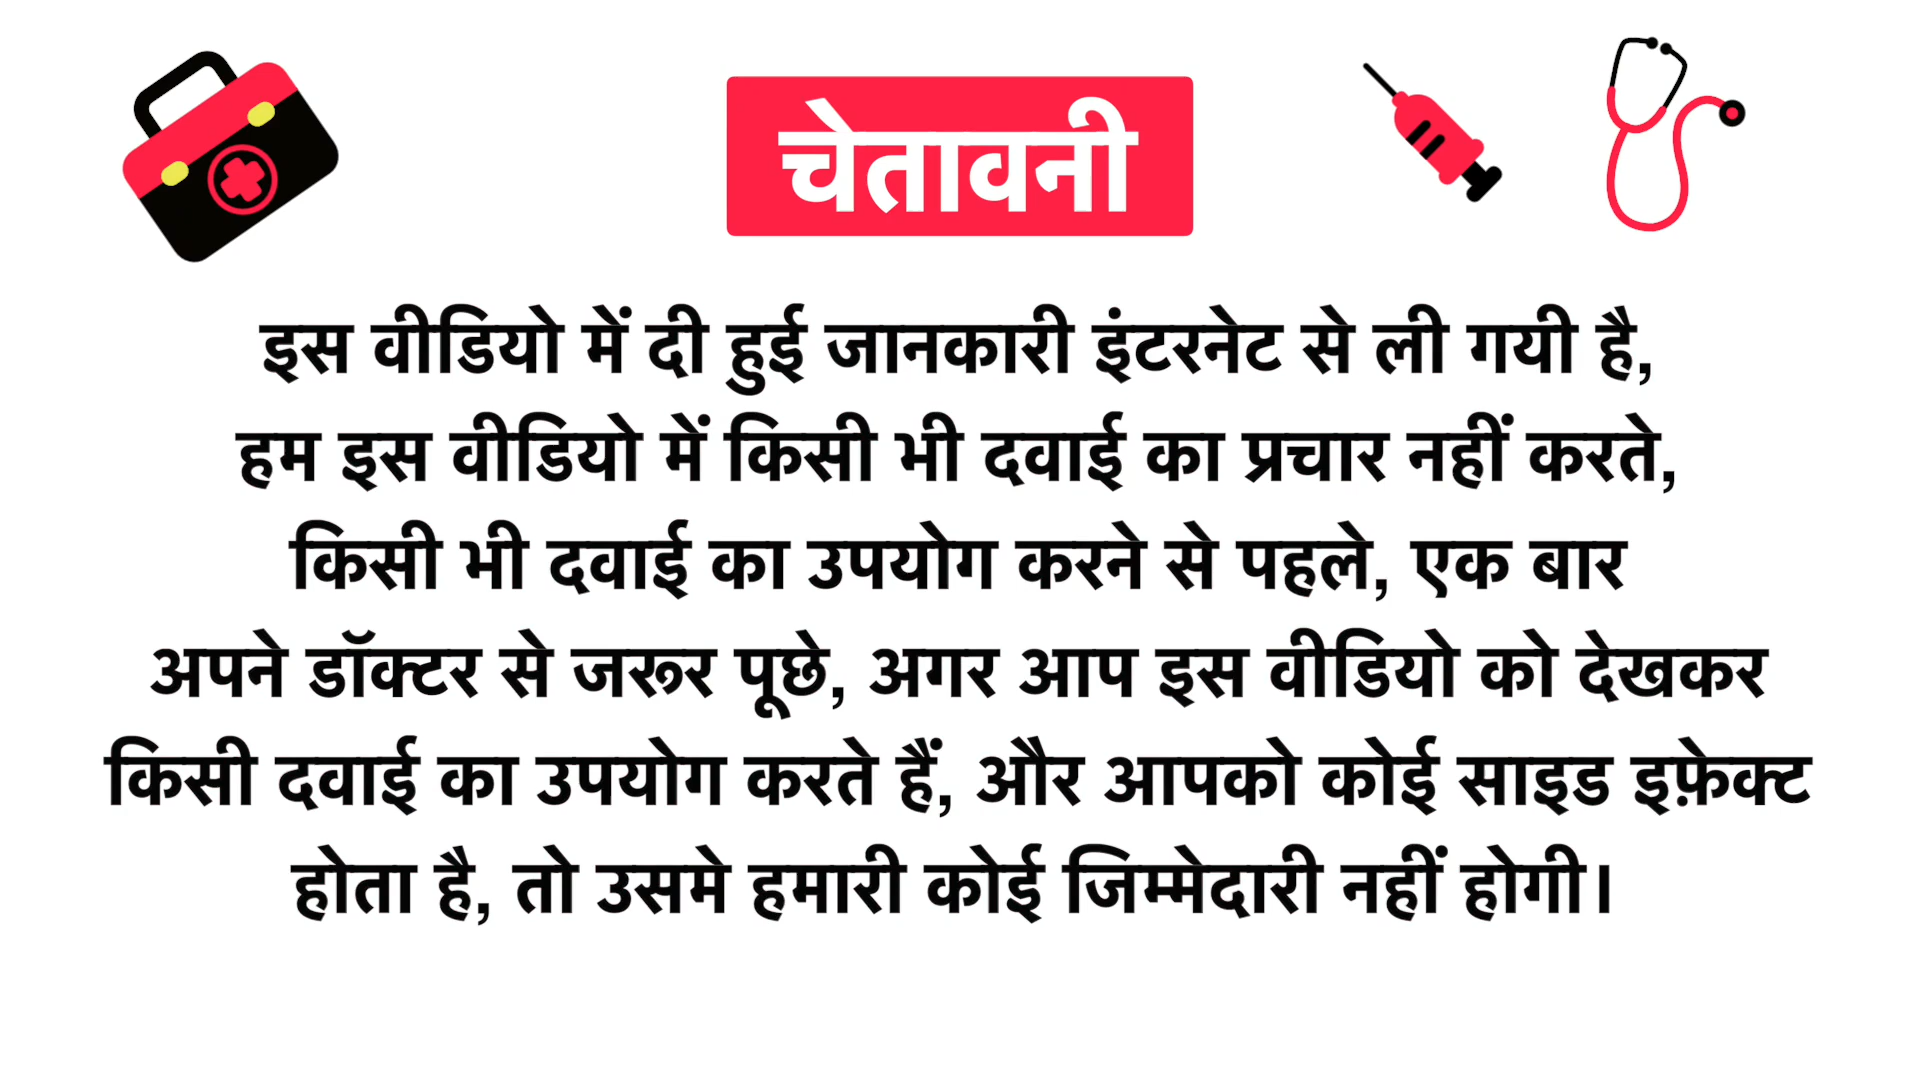 चेतावनी
इस वीडियो में दी हुई जानकारी इंटरनेट से ली गयी है,
हम इस वीडियो में किसी भी दवाई का प्रचार नहीं करते,
किसी भी दवाई का उपयोग करने से पहले, एक बार
अपने डॉक्टर से जरूर पूछे, अगर आप इस वीडियो को देखकर
किसी दवाई का उपयोग करते हैं, और आपको कोई साइड इफ़ेक्ट
होता है, तो उसमे हमारी कोई जिम्मेदारी नहीं होगी।